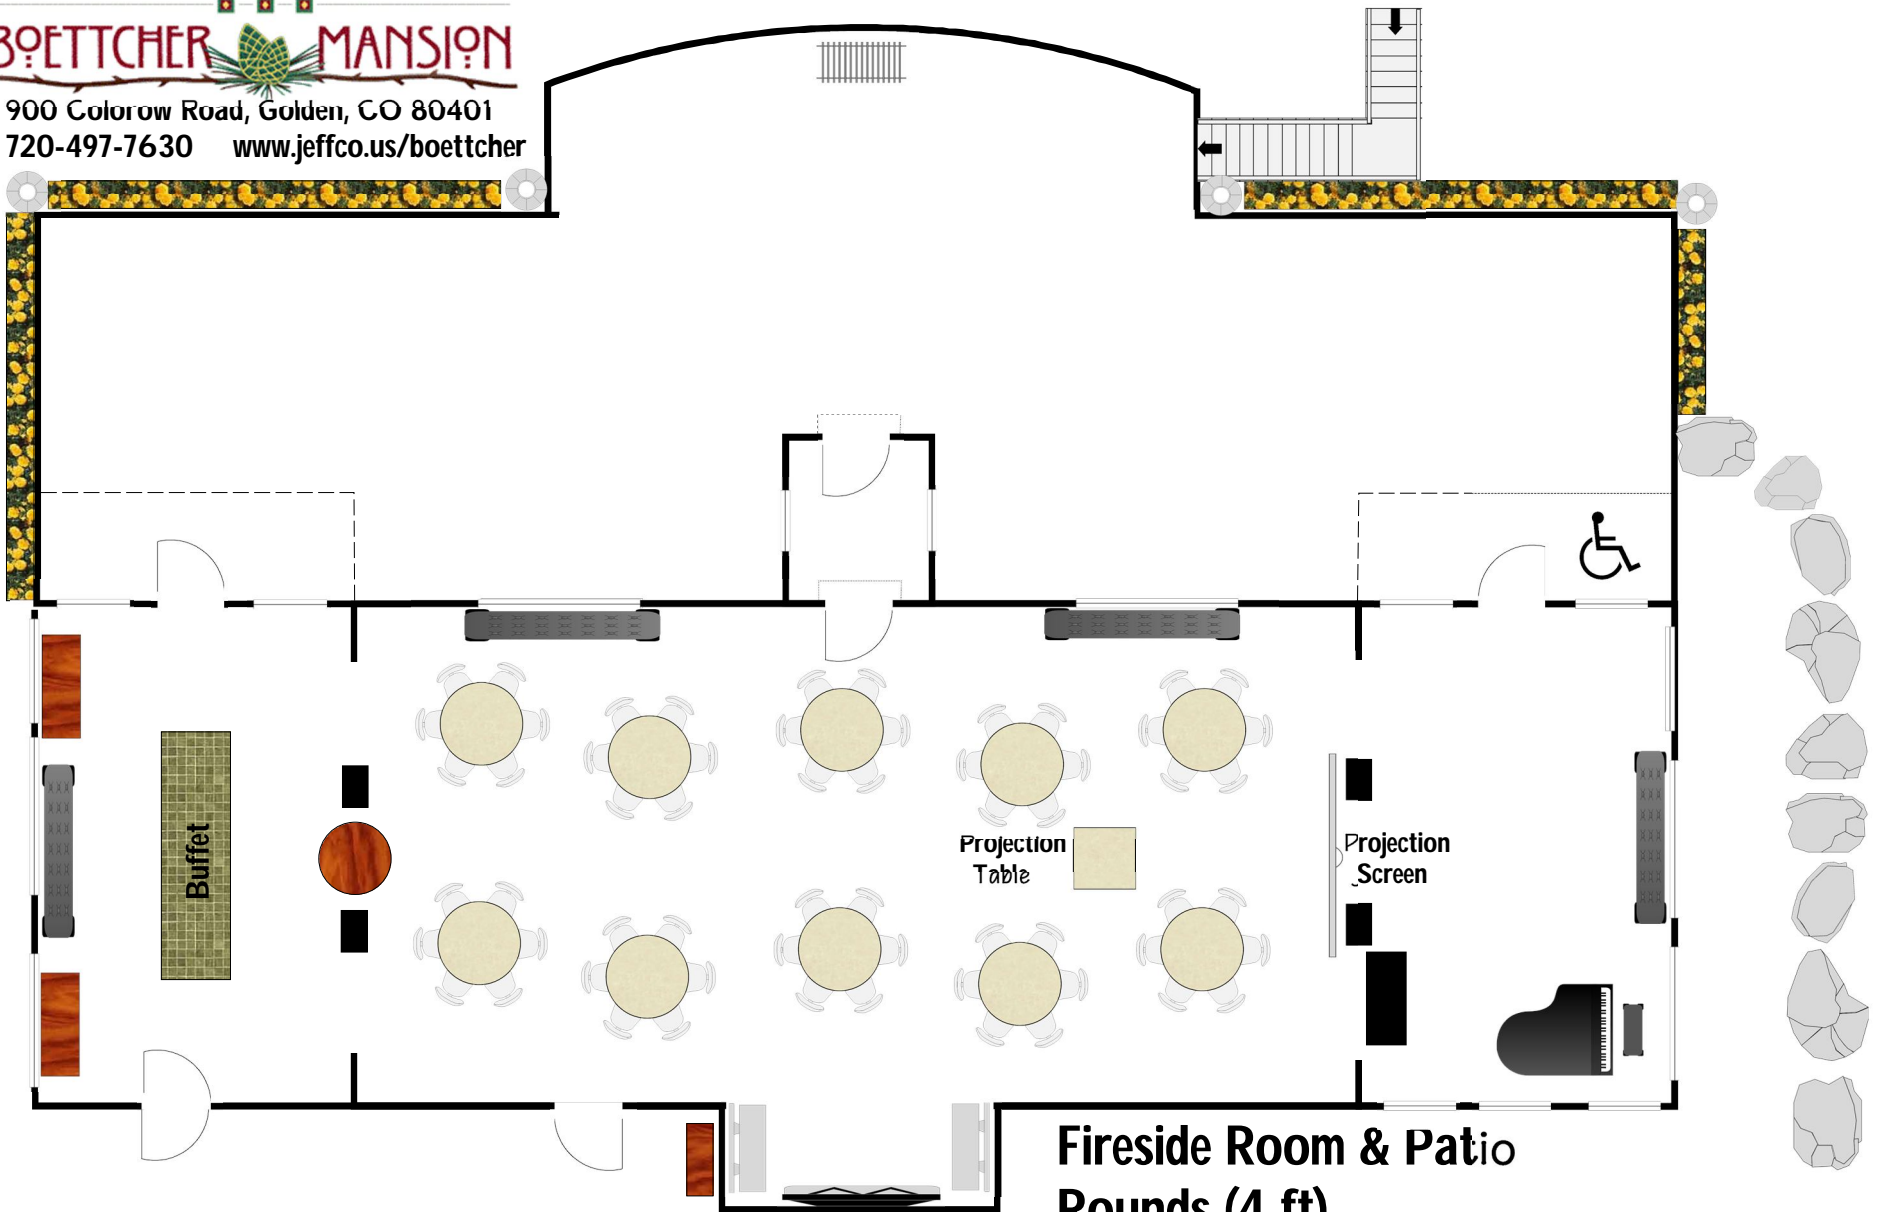 BOETTCHER MANSION
900 Colorow Road, Golden, CO 80401
720-497-7630 www.jeffco.us/boettcher
Buffet
Projection
Table
Projection
Screen
Fireside Room & Patio
Rounds (4 ft)